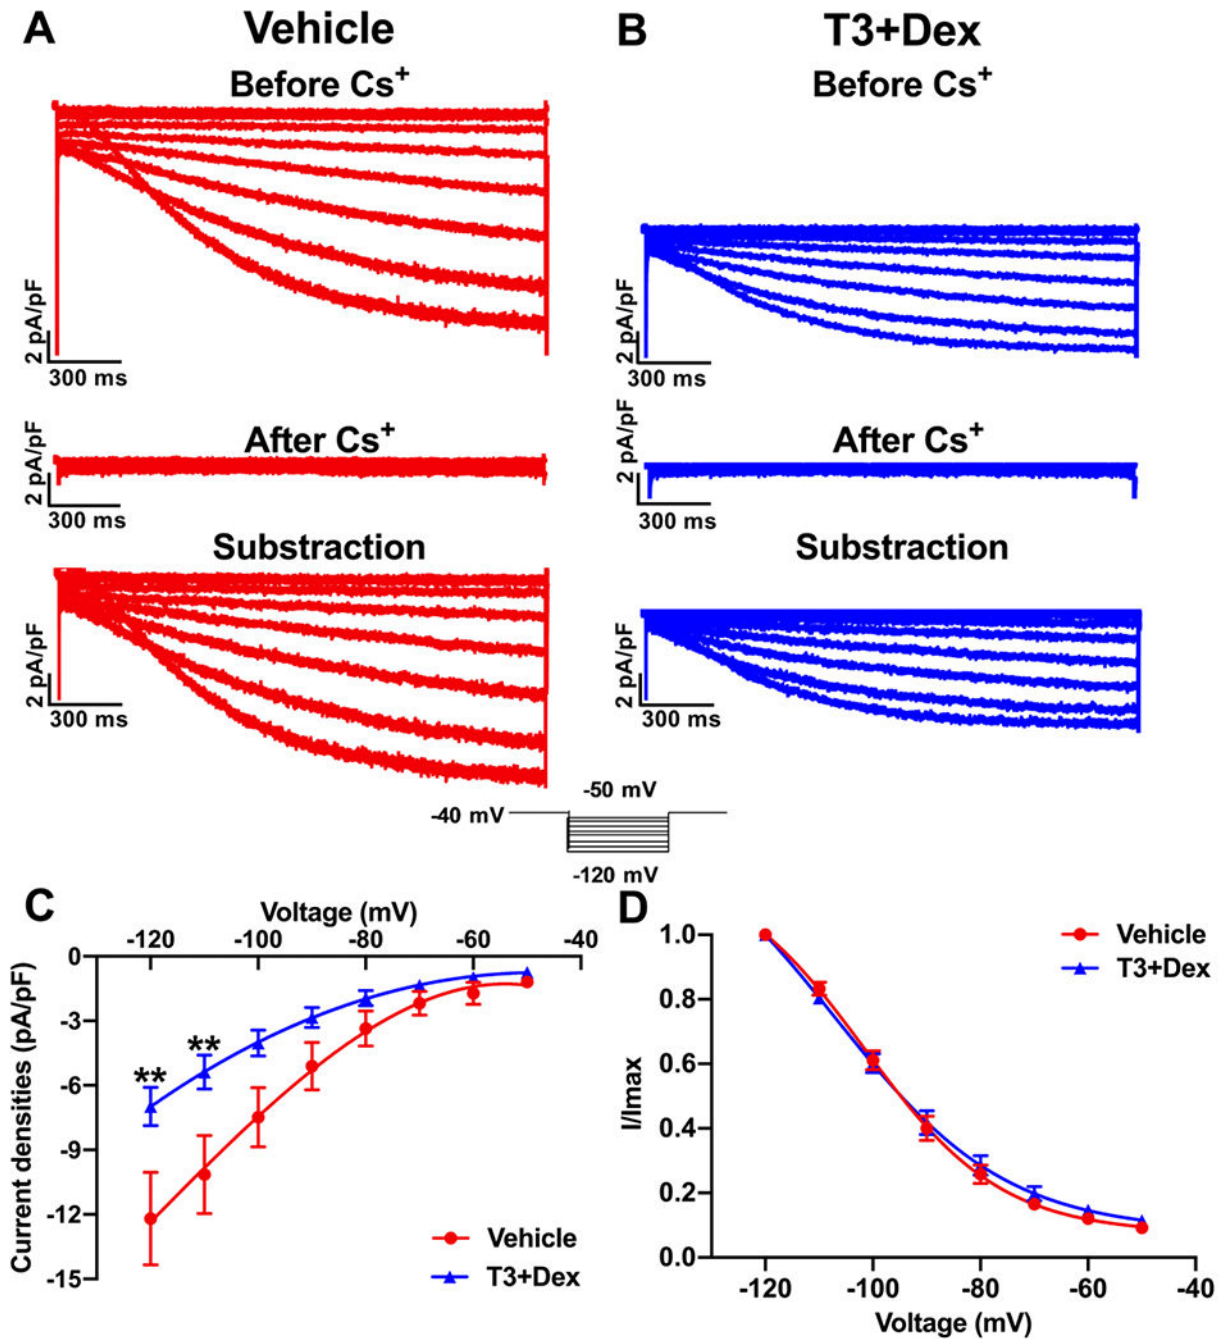 A Vehicle
B T3+Dex
Before Cs+
Before Cs+
2 pA/pF
300 ms
2 pA/pF
300 ms
After Cs+
After Cs+
2 pA/pF
300 ms
2 pA/pF
300 ms
Substraction
Substraction
2 pA/pF
300 ms
2 pA/pF
300 ms
-50 mV
-40 mV
-120 mV
C
Voltage (mV)
-120 -100 -80 -60 -40
0
-3
-6
-9
-12
-15
Current densities (pA/pF)
**
**
Vehicle
T3+Dex
D
1.0
0.8
0.6
0.4
0.2
0.0
I/Imax
Vehicle
T3+Dex
-120 -100 -80 -60 -40
Voltage (mV)